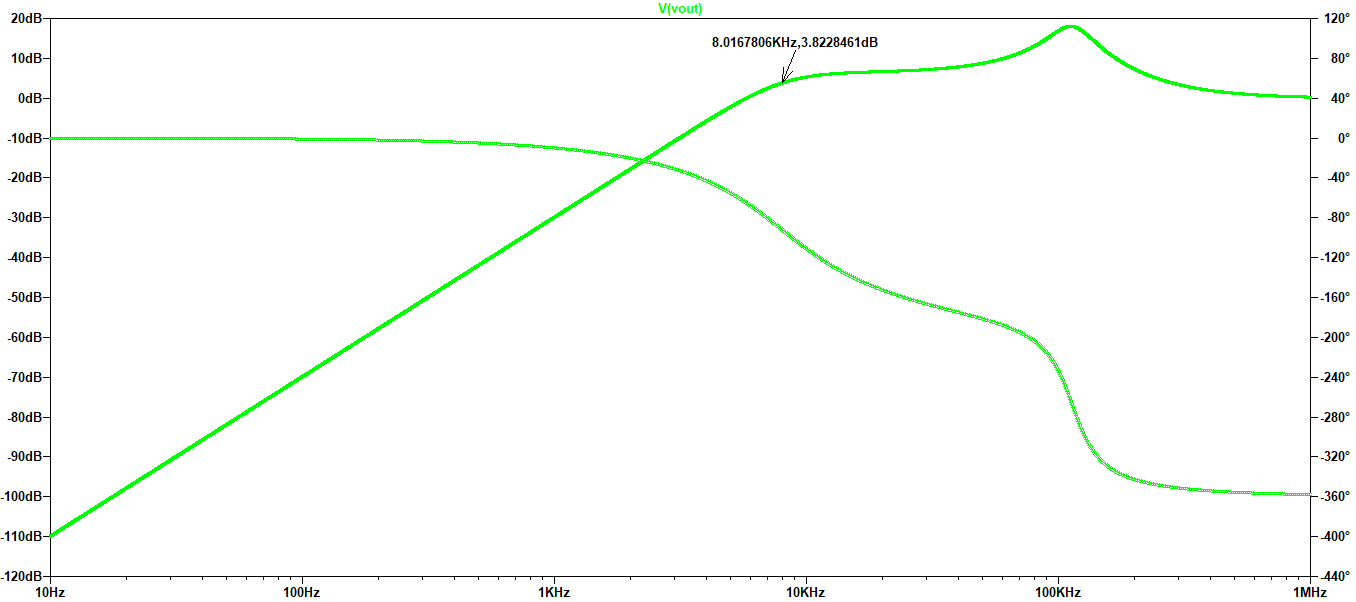 V(vout)
20dB
10dB
0dB
-10dB
-20dB
-30dB
-40dB
-50dB
-60dB
-70dB
-80dB
-90dB
-100dB
-110dB
-120dB
8.0167806KHz,3.8228461dB
120°
80°
40°
0°
-40°
-80°
-120°
-160°
-200°
-240°
-280°
-320°
-360°
-400°
-440°
10Hz 100Hz 1KHz 10KHz 100KHz 1MHz